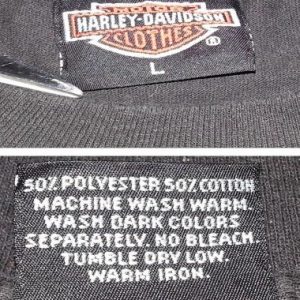 MOTOR
HARLEY-DAVIDSON
CLOTHES
®
L
50% POLYESTER 50% COTTON
MACHINE WASH WARM.
WASH DARK COLORS
SEPARATELY. NO BLEACH.
TUMBLE DRY LOW.
WARM IRON.